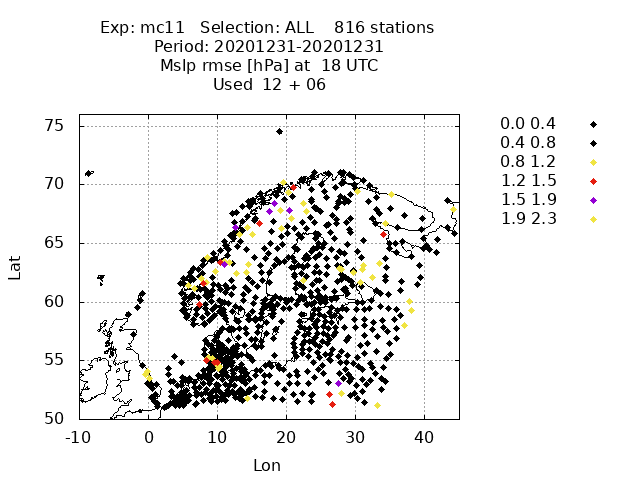 Exp: mc11 Selection: ALL 816 stations
Period: 20201231-20201231
Mslp rmse [hPa] at 18 UTC
Used 12 + 06
0.0 0.4
0.4 0.8
0.8 1.2
1.2 1.5
1.5 1.9
1.9 2.3
75
70
65
60
55
50
Lat
-10 0 10 20 30 40
Lon